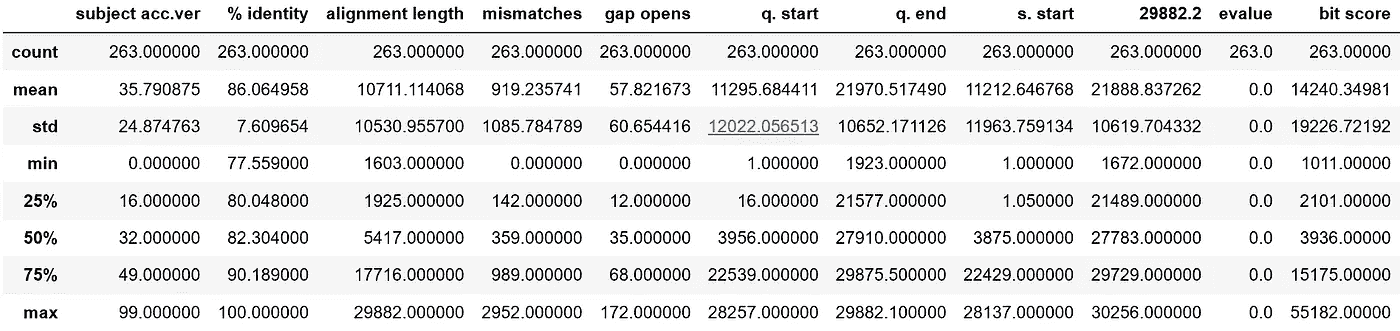 subject acc.ver % identity alignment length mismatches gap opens q. start q. end s. start 29882.2 evalue bit score
count 263.000000 263.000000 263.000000 263.000000 263.000000 263.000000 263.000000 263.000000 263.000000 263.0 263.00000
mean 35.790875 86.064958 10711.114068 919.235741 57.821673 11295.684411 21970.517490 11212.646768 21888.837262 0.0 14240.34981
std 24.874763 7.609654 10530.955700 1085.784789 60.654416 12022.056513 10652.171126 11963.759134 10619.704332 0.0 19226.72192
min 0.000000 77.559000 1603.000000 0.000000 0.000000 1.000000 1923.000000 1.000000 1672.000000 0.0 1011.00000
25% 16.000000 80.048000 1925.000000 142.000000 12.000000 16.000000 21577.000000 1.050000 21489.000000 0.0 2101.00000
50% 32.000000 82.304000 5417.000000 359.000000 35.000000 3956.000000 27910.000000 3875.000000 27783.000000 0.0 3936.00000
75% 49.000000 90.189000 17716.000000 989.000000 68.000000 22539.000000 29875.500000 22429.000000 29729.000000 0.0 15175.00000
max 99.000000 100.000000 29882.000000 2952.000000 172.000000 28257.000000 29882.100000 28137.000000 30256.000000 0.0 55182.00000